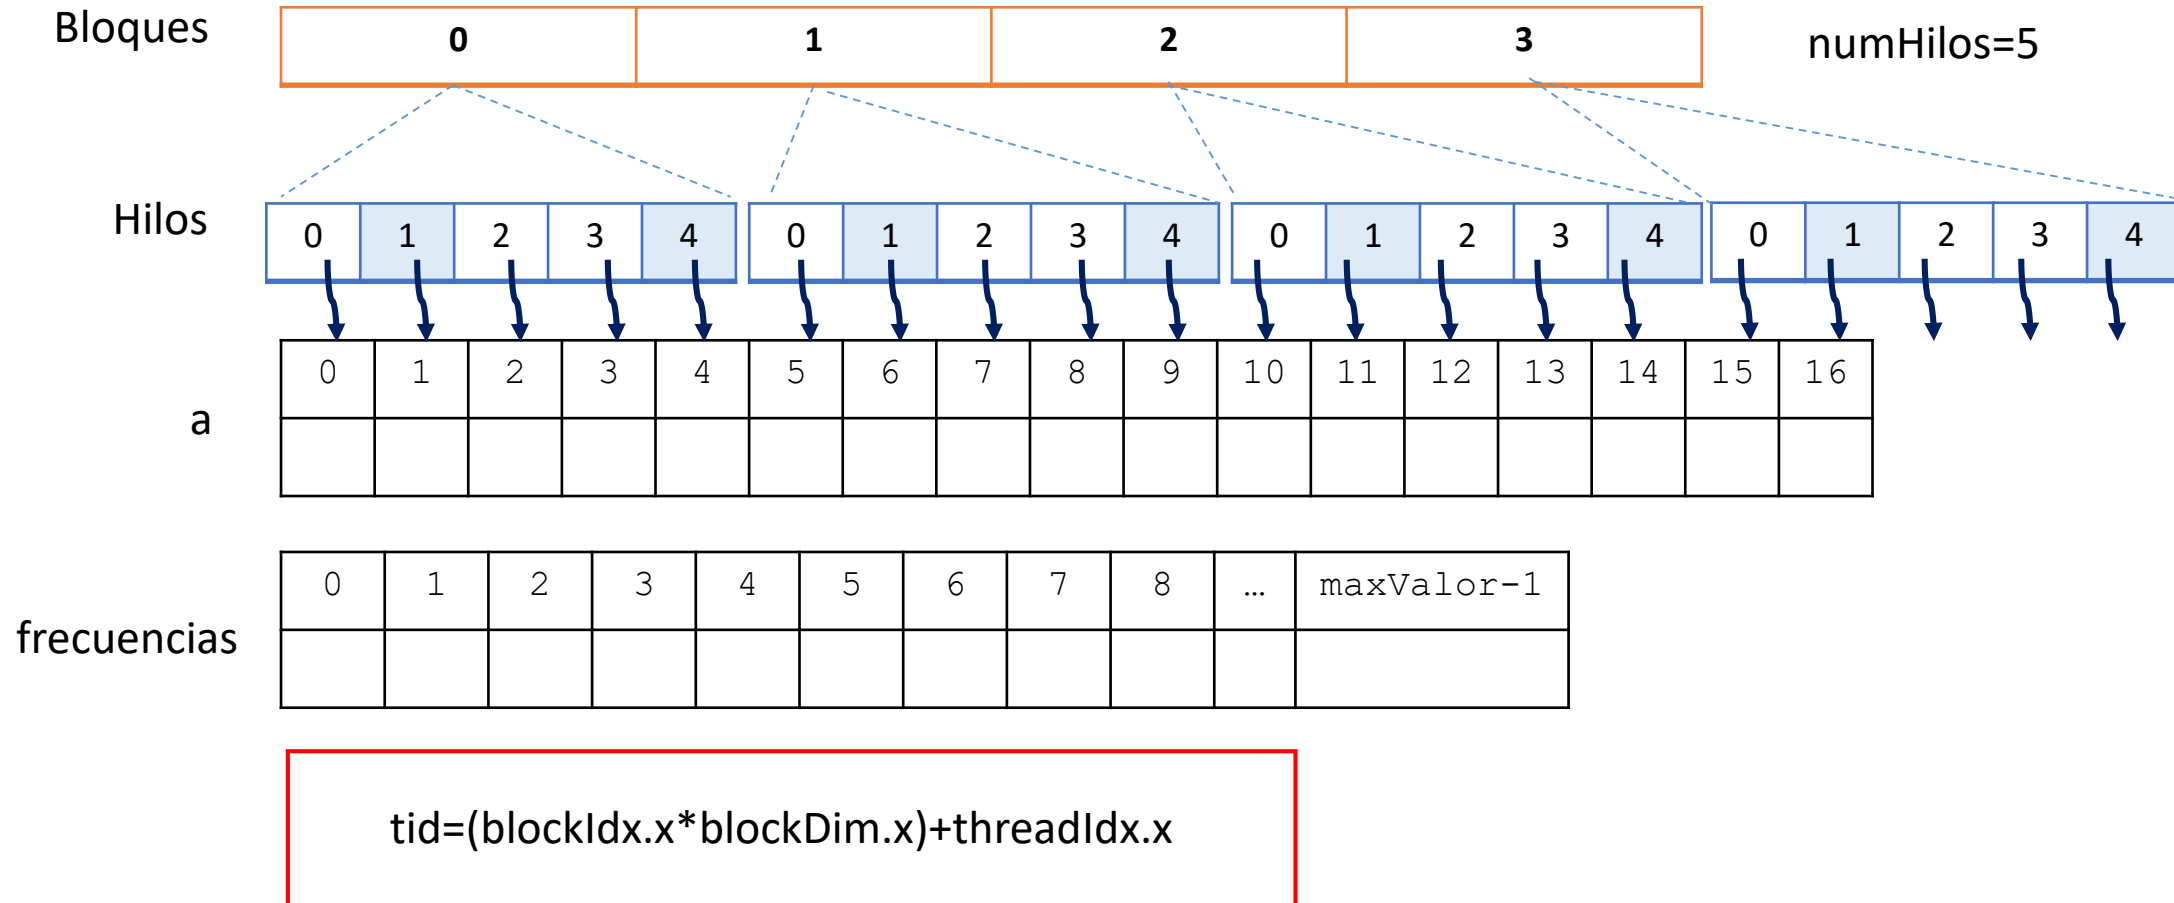 Bloques 0 1 2 3 numHilos=5
Hilos 0 1 2 3 4 0 1 2 3 4 0 1 2 3 4 0 1 2 3 4
0 1 2 3 4 5 6 7 8 9 10 11 12 13 14 15 16
a
0 1 2 3 4 5 6 7 8 … maxValor-1
frecuencias
tid=(blockIdx.x*blockDim.x)+threadIdx.x